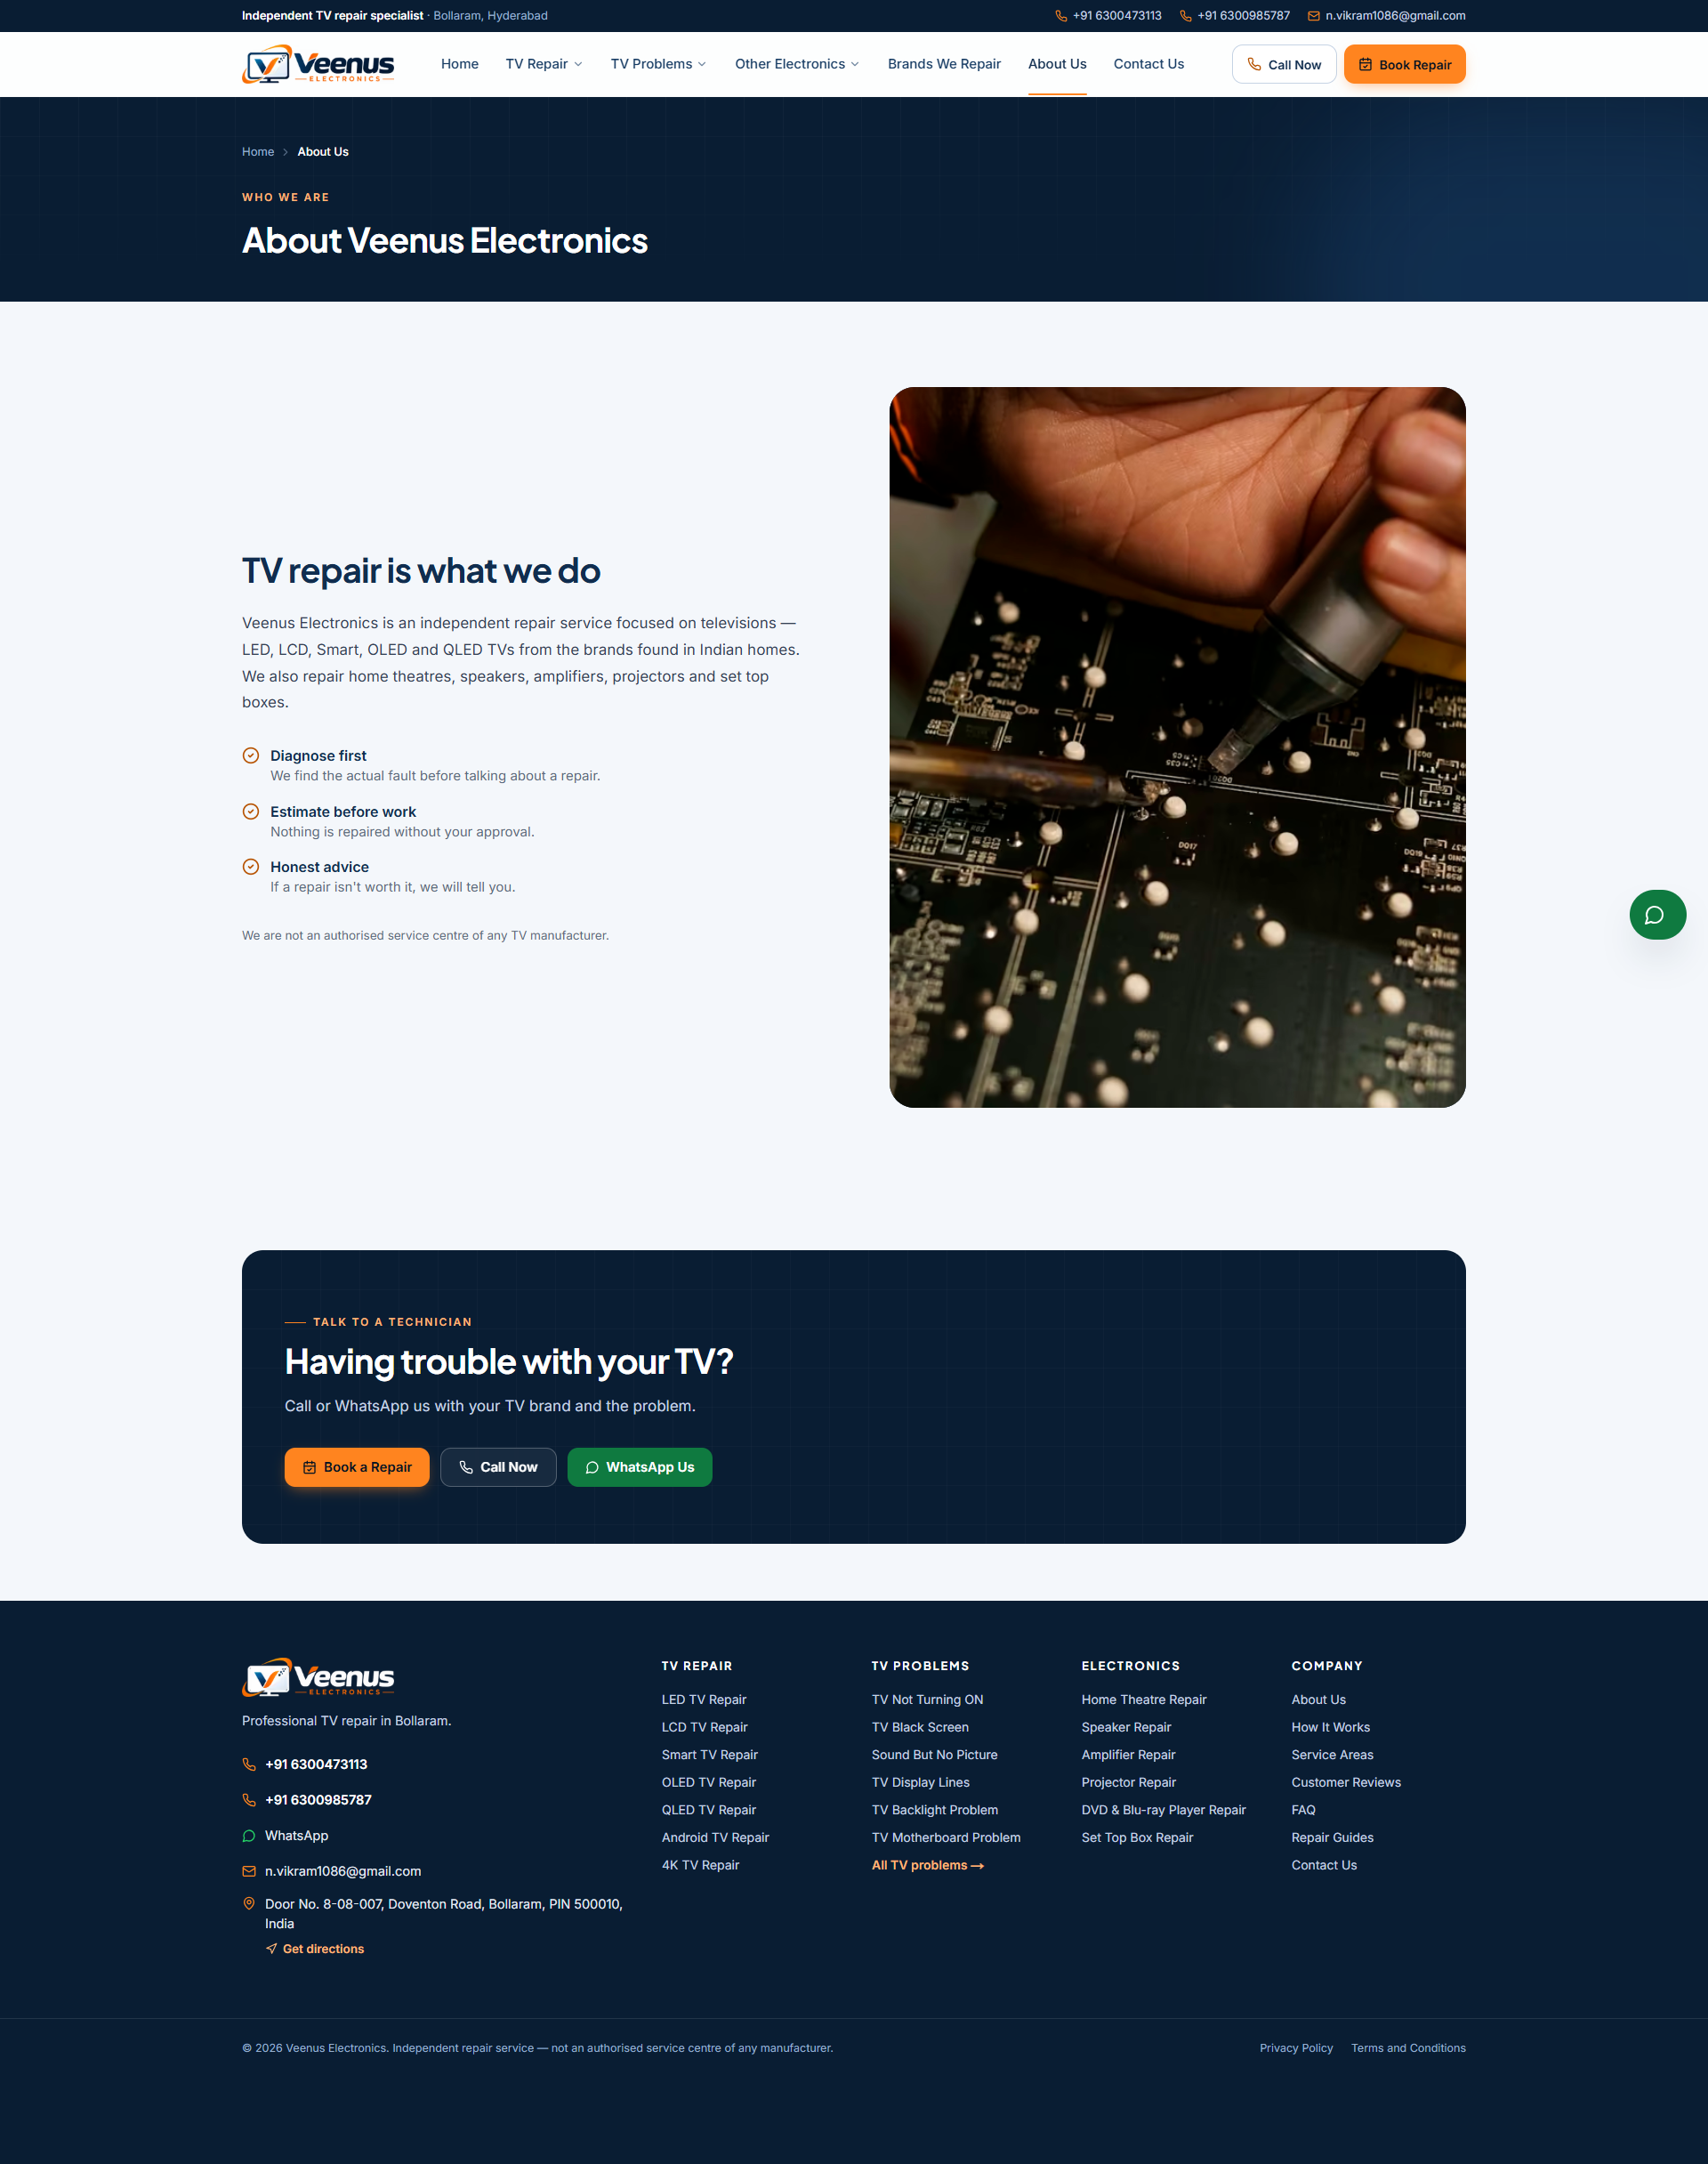 Independent TV repair specialist · Bollaram, Hyderabad
+91 6300473113
+91 6300985787
n.vikram1086@gmail.com
Veenus
ELECTRONICS
Home
TV Repair
TV Problems
Other Electronics
Brands We Repair
About Us
Contact Us
Call Now
Book Repair
Home
About Us
WHO WE ARE
About Veenus Electronics
TV repair is what we do
Veenus Electronics is an independent repair service focused on televisions —
LED, LCD, Smart, OLED and QLED TVs from the brands found in Indian homes.
We also repair home theatres, speakers, amplifiers, projectors and set top
boxes.
Diagnose first
We find the actual fault before talking about a repair.
Estimate before work
Nothing is repaired without your approval.
Honest advice
If a repair isn't worth it, we will tell you.
We are not an authorised service centre of any TV manufacturer.
DQ17
TALK TO A TECHNICIAN
Having trouble with your TV?
Call or WhatsApp us with your TV brand and the problem.
Book a Repair
Call Now
WhatsApp Us
Veenus
ELECTRONICS
Professional TV repair in Bollaram.
+91 6300473113
+91 6300985787
WhatsApp
n.vikram1086@gmail.com
Door No. 8-08-007, Doventon Road, Bollaram, PIN 500010,
India
Get directions
TV REPAIR
LED TV Repair
LCD TV Repair
Smart TV Repair
OLED TV Repair
QLED TV Repair
Android TV Repair
4K TV Repair
TV PROBLEMS
TV Not Turning ON
TV Black Screen
Sound But No Picture
TV Display Lines
TV Backlight Problem
TV Motherboard Problem
All TV problems →
ELECTRONICS
Home Theatre Repair
Speaker Repair
Amplifier Repair
Projector Repair
DVD & Blu-ray Player Repair
Set Top Box Repair
COMPANY
About Us
How It Works
Service Areas
Customer Reviews
FAQ
Repair Guides
Contact Us
© 2026 Veenus Electronics. Independent repair service — not an authorised service centre of any manufacturer.
Privacy Policy
Terms and Conditions